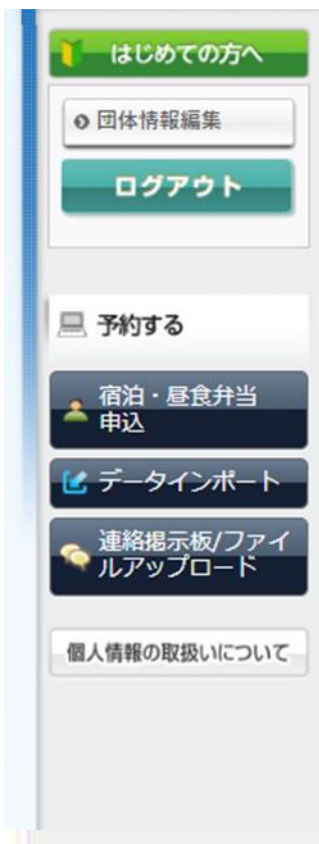 はじめての方へ
団体情報編集
ログアウト
予約する
宿泊・昼食弁当
申込
データインポート
連絡掲示板/ファイ
ルアップロード
個人情報の取扱いについて